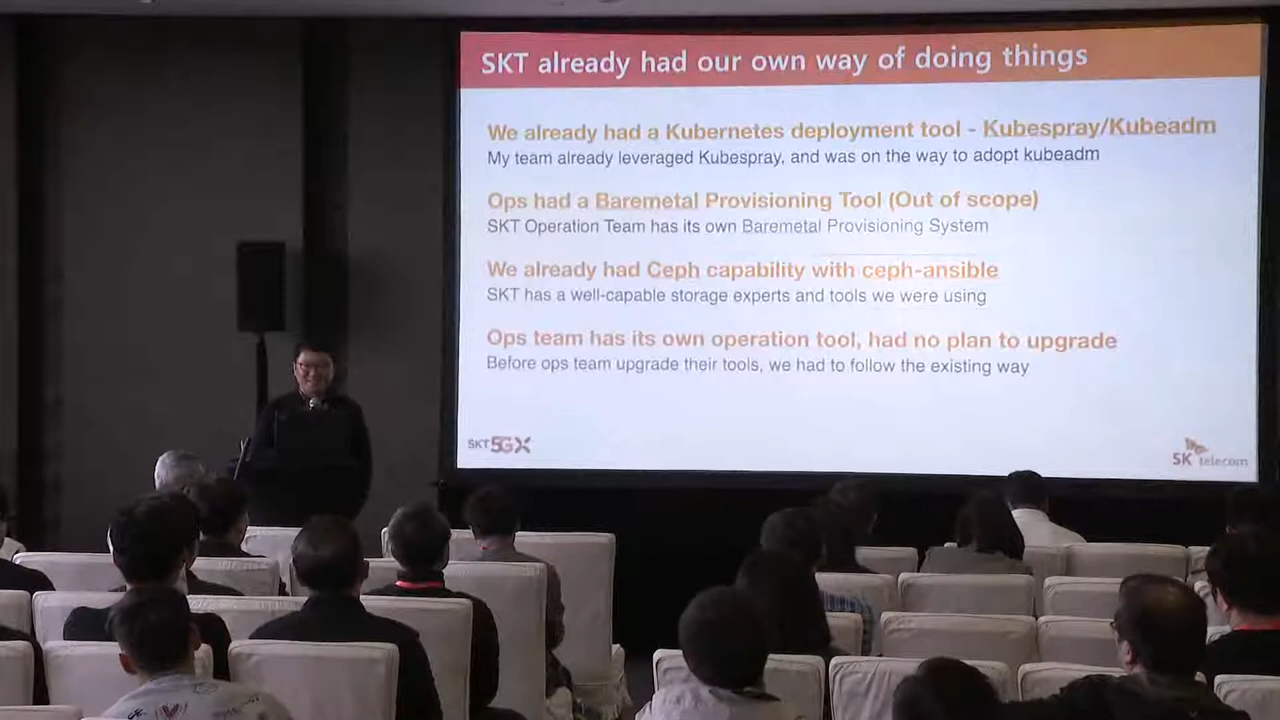 SKT already had our own way of doing things
We already had a Kubernetes deployment tool - Kubespray/Kubeadm
My team already leveraged Kubespray, and was on the way to adopt kubeadm
Ops had a Baremetal Provisioning Tool (Out of scope)
SKT Operation Team has its own Baremetal Provisioning System
We already had Ceph capability with ceph-ansible
SKT has a well-capable storage experts and tools we were using
Ops team has its own operation tool, had no plan to upgrade
Before ops team upgrade their tools, we had to follow the existing way
SKT 5GX
SK telecom